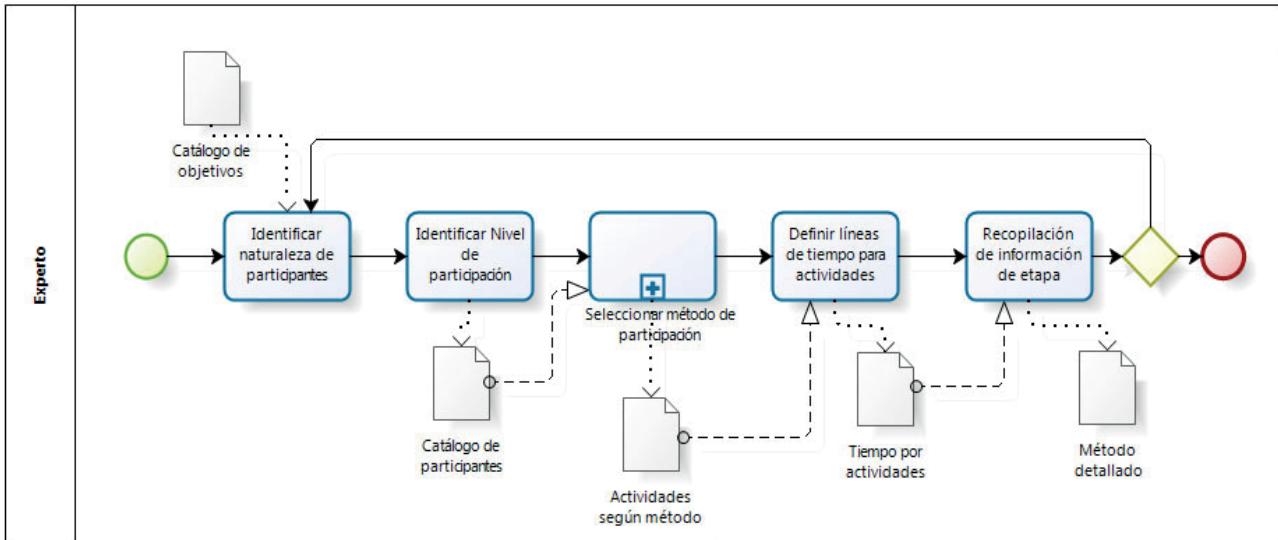 Experto
Catálogo de
objetivos
Identificar
naturaleza de
participantes
Identificar Nivel
de
participación
Seleccionar método de
participación
Definir líneas
de tiempo para
actividades
Recopilación
de información
de etapa
Catálogo de
participantes
Actividades
según método
Tiempo por
actividades
Método
detallado